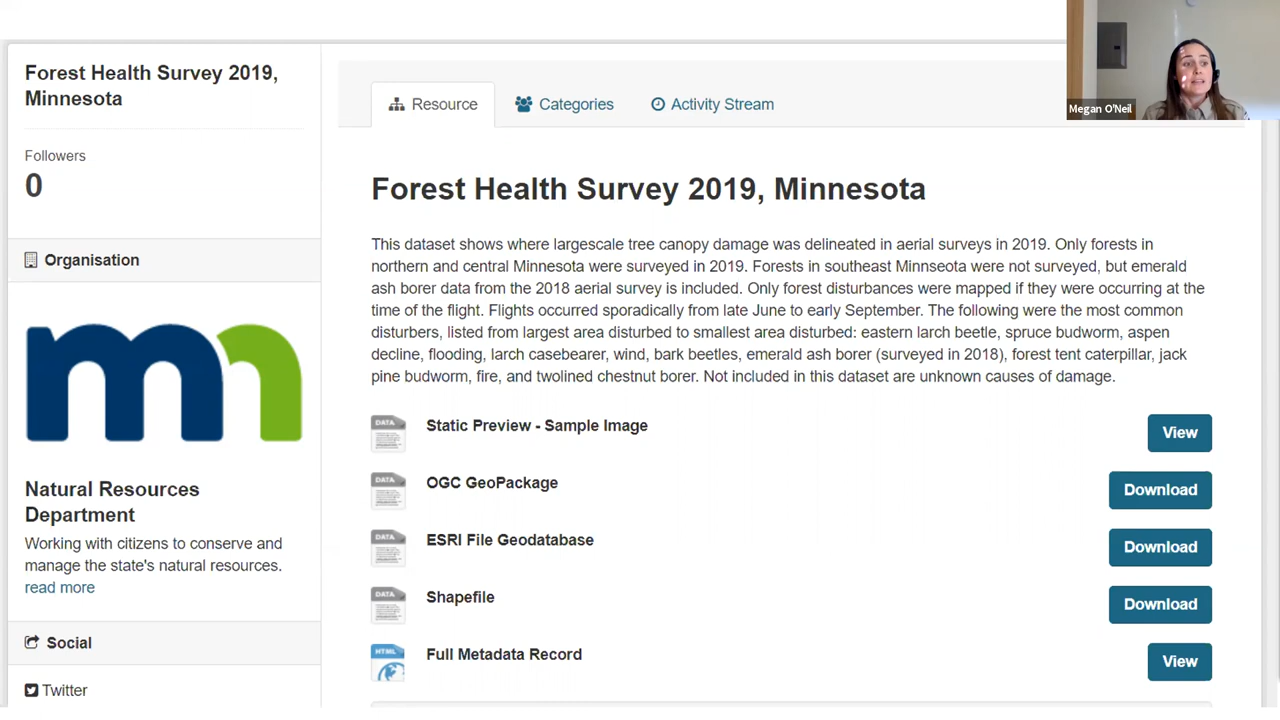 Forest Health Survey 2019,
Minnesota
Followers
0
Organisation
mn
Natural Resources
Department
Working with citizens to conserve and
manage the state's natural resources.
read more
Social
Twitter
Resource
Categories
Activity Stream
Megan O'Neil
Forest Health Survey 2019, Minnesota
This dataset shows where largescale tree canopy damage was delineated in aerial surveys in 2019. Only forests in
northern and central Minnesota were surveyed in 2019. Forests in southeast Minnseota were not surveyed, but emerald
ash borer data from the 2018 aerial survey is included. Only forest disturbances were mapped if they were occurring at the
time of the flight. Flights occurred sporadically from late June to early September. The following were the most common
disturbers, listed from largest area disturbed to smallest area disturbed: eastern larch beetle, spruce budworm, aspen
decline, flooding, larch casebearer, wind, bark beetles, emerald ash borer (surveyed in 2018), forest tent caterpillar, jack
pine budworm, fire, and twolined chestnut borer. Not included in this dataset are unknown causes of damage.
DATA
Static Preview - Sample Image
View
DATA
OGC GeoPackage
Download
DATA
ESRI File Geodatabase
Download
DATA
Shapefile
Download
HTML
Full Metadata Record
View